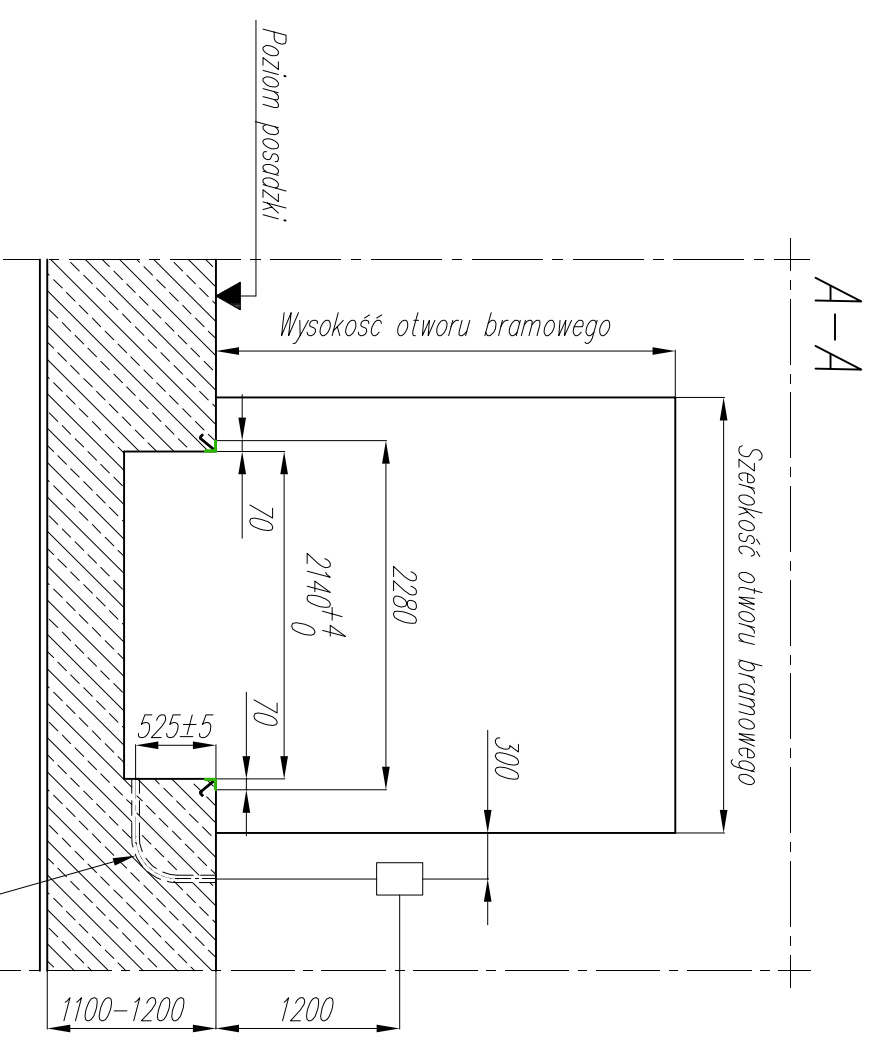 A-A
Poziom posadzki
Wysokość otworu bramowego
Szerokość otworu bramowego
70
2140 +4 0
2280
70
525±5
300
1100-1200
1200